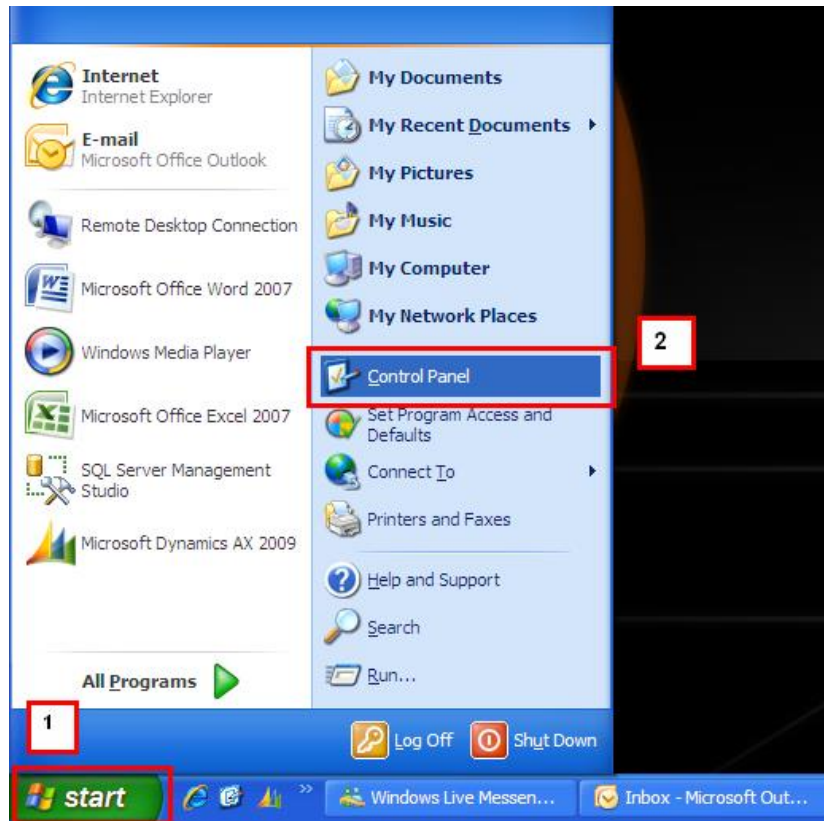 Internet
Internet Explorer
E-mail
Microsoft Office Outlook
Remote Desktop Connection
Microsoft Office Word 2007
Windows Media Player
Microsoft Office Excel 2007
SQL Server Management
Studio
Microsoft Dynamics AX 2009
All Programs
My Documents
My Recent Documents
My Pictures
My Music
My Computer
My Network Places
Control Panel
2
Set Program Access and
Defaults
Connect To
Printers and Faxes
Help and Support
Search
Run...
1
Log Off
Shut Down
start
Windows Live Messen...
Inbox - Microsoft Out...